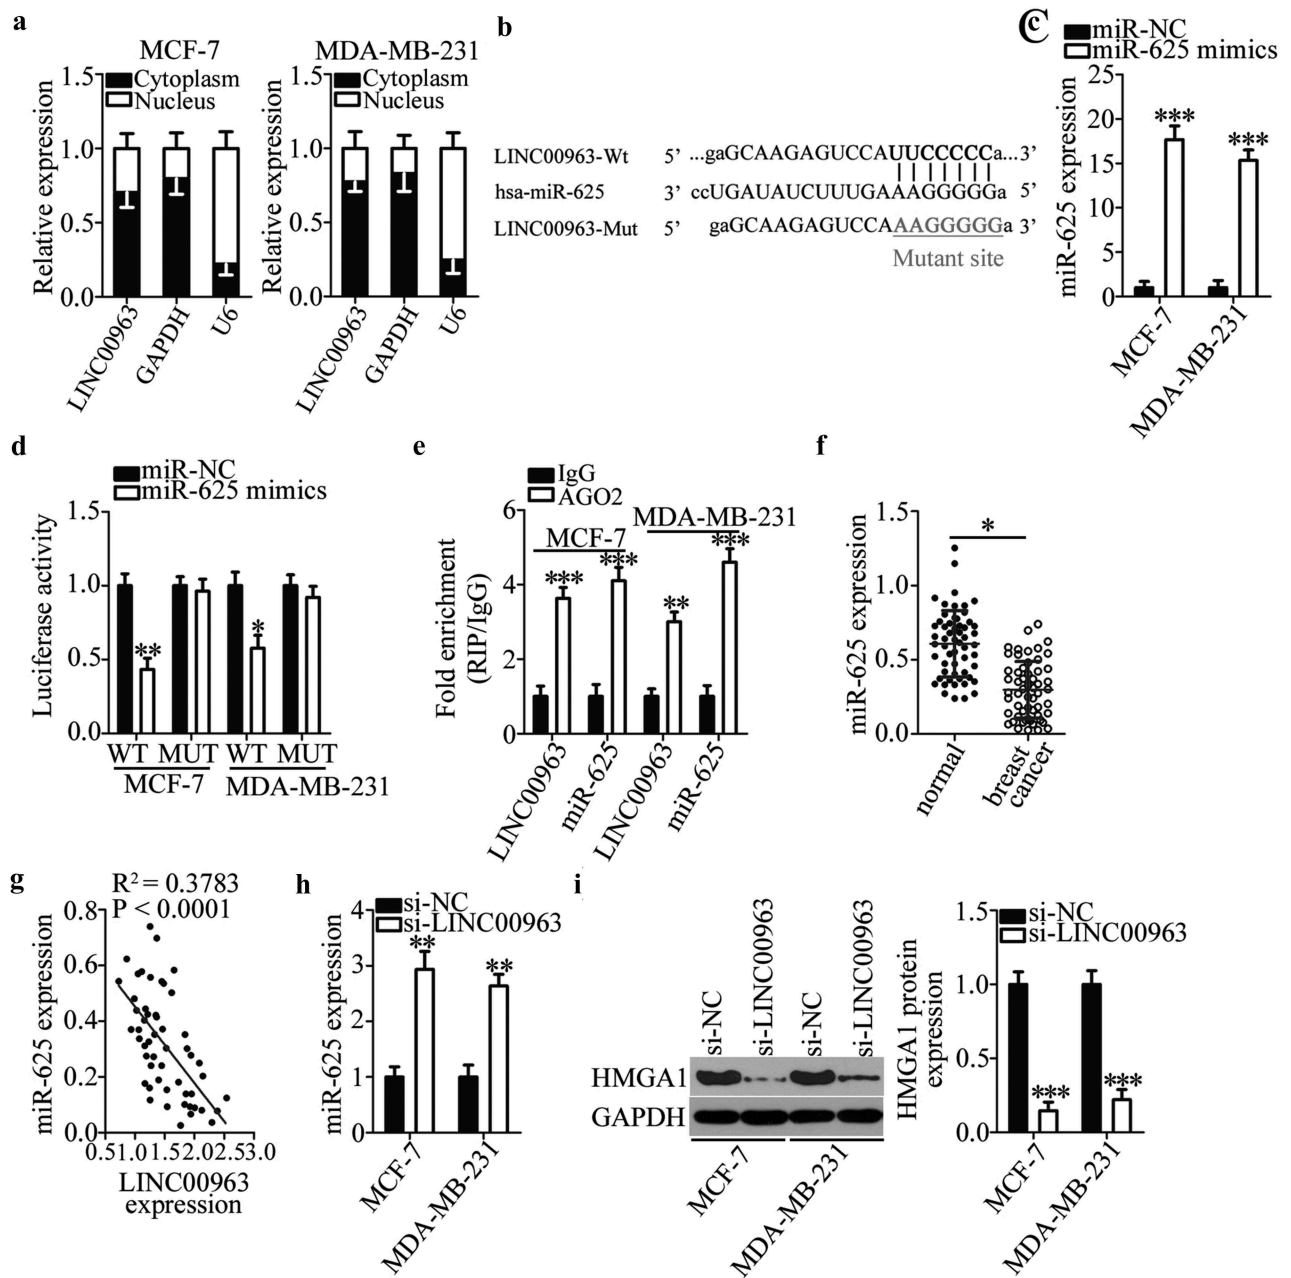 a
MCF-7
Relative expression
1.5
1.0
0.5
0.0
Cytoplasm
Nucleus
LINC00963
GAPDH
U6
MDA-MB-231
Relative expression
1.5
1.0
0.5
0.0
Cytoplasm
Nucleus
LINC00963
GAPDH
U6
b
LINC00963-Wt 5’ ...gaGCAAGAGUCCAUUCCCCCa...3’
hsa-miR-625 3’ ccUGAUAUCUUUGAAAGGGGGa 5’
LINC00963-Mut 5’ gaGCAAGAGUCCAAAGGGGGa 3’
Mutant site
C c
miR-NC
miR-625 mimics
miR-625 expression
25
20
15
10
5
0
*** ***
MCF-7
MDA-MB-231
d
miR-NC
miR-625 mimics
Luciferase activity
1.5
1.0
0.5
0.0
** *
WT MUT WT MUT
MCF-7 MDA-MB-231
e
IgG
AGO2
Fold enrichment
(RIP/IgG)
6
4
2
0
MCF-7 MDA-MB-231
*** *** ** ***
LINC00963
miR-625
LINC00963
miR-625
f
miR-625 expression
1.5
1.0
0.5
0.0
*
normal
breast
cancer
g
R² = 0.3783
P < 0.0001
miR-625 expression
0.8
0.6
0.4
0.2
0.0
0.51.01.52.02.53.0
LINC00963
expression
h
si-NC
si-LINC00963
miR-625 expression
4
3
2
1
0
** **
MCF-7
MDA-MB-231
i
si-NC
si-LINC00963
si-NC
si-LINC00963
HMGA1
GAPDH
MCF-7
MDA-MB-231
HMGA1 protein
expression
1.5
1.0
0.5
0.0
si-NC
si-LINC00963
*** ***
MCF-7
MDA-MB-231